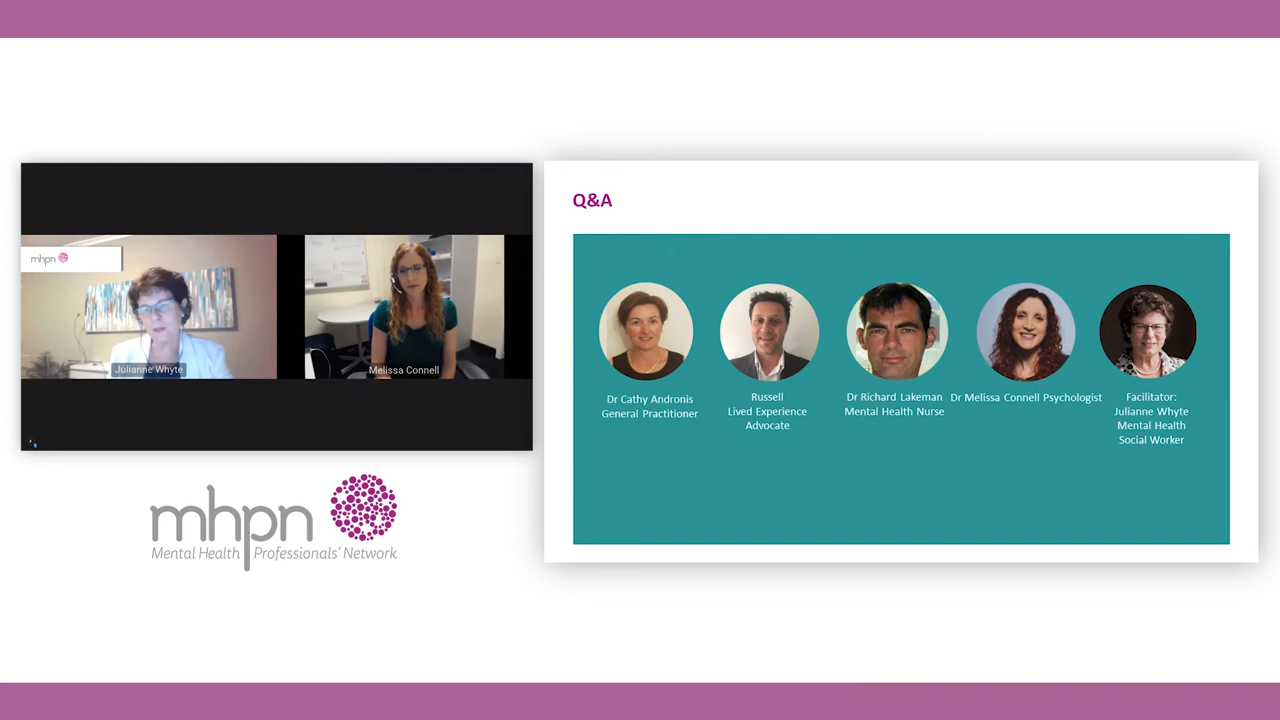 mhpn
Julianne Whyte
Melissa Connell
mhpn
Mental Health Professionals' Network
Q&A
Dr Cathy Andronis
General Practitioner
Russell
Lived Experience
Advocate
Dr Richard Lakeman
Mental Health Nurse
Dr Melissa Connell Psychologist
Facilitator:
Julianne Whyte
Mental Health
Social Worker